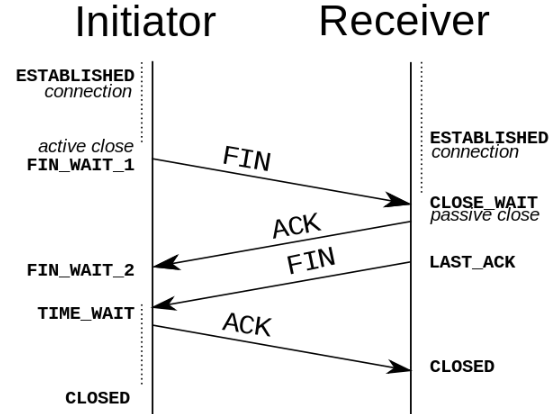 Initiator
Receiver
ESTABLISHED
connection
active close
FIN_WAIT_1
FIN
ESTABLISHED
connection
CLOSE_WAIT
passive close
ACK
FIN_WAIT_2
FIN
LAST_ACK
TIME_WAIT
ACK
CLOSED
CLOSED